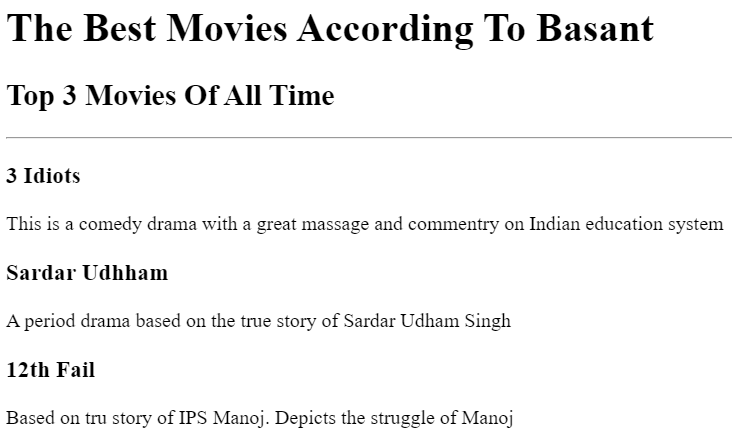 The Best Movies According To Basant
Top 3 Movies Of All Time
3 Idiots
This is a comedy drama with a great massage and commentry on Indian education system
Sardar Udhham
A period drama based on the true story of Sardar Udham Singh
12th Fail
Based on tru story of IPS Manoj. Depicts the struggle of Manoj